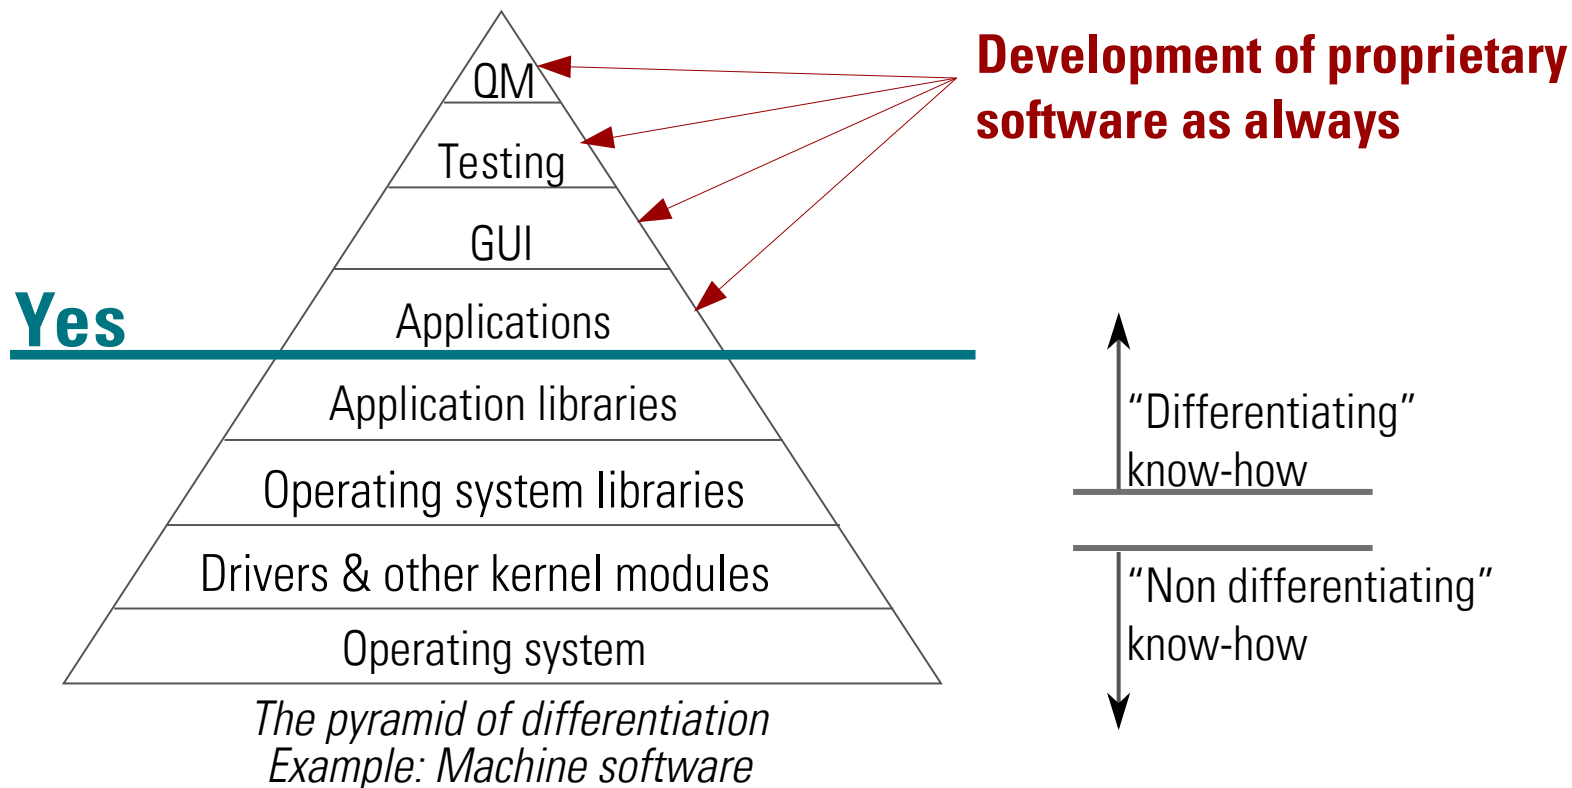 QM
Testing
GUI
Applications
Application libraries
Operating system libraries
Drivers & other kernel modules
Operating system
The pyramid of differentiation
Example: Machine software
Yes
Development of proprietary
software as always
“Differentiating”
know-how
“Non differentiating”
know-how